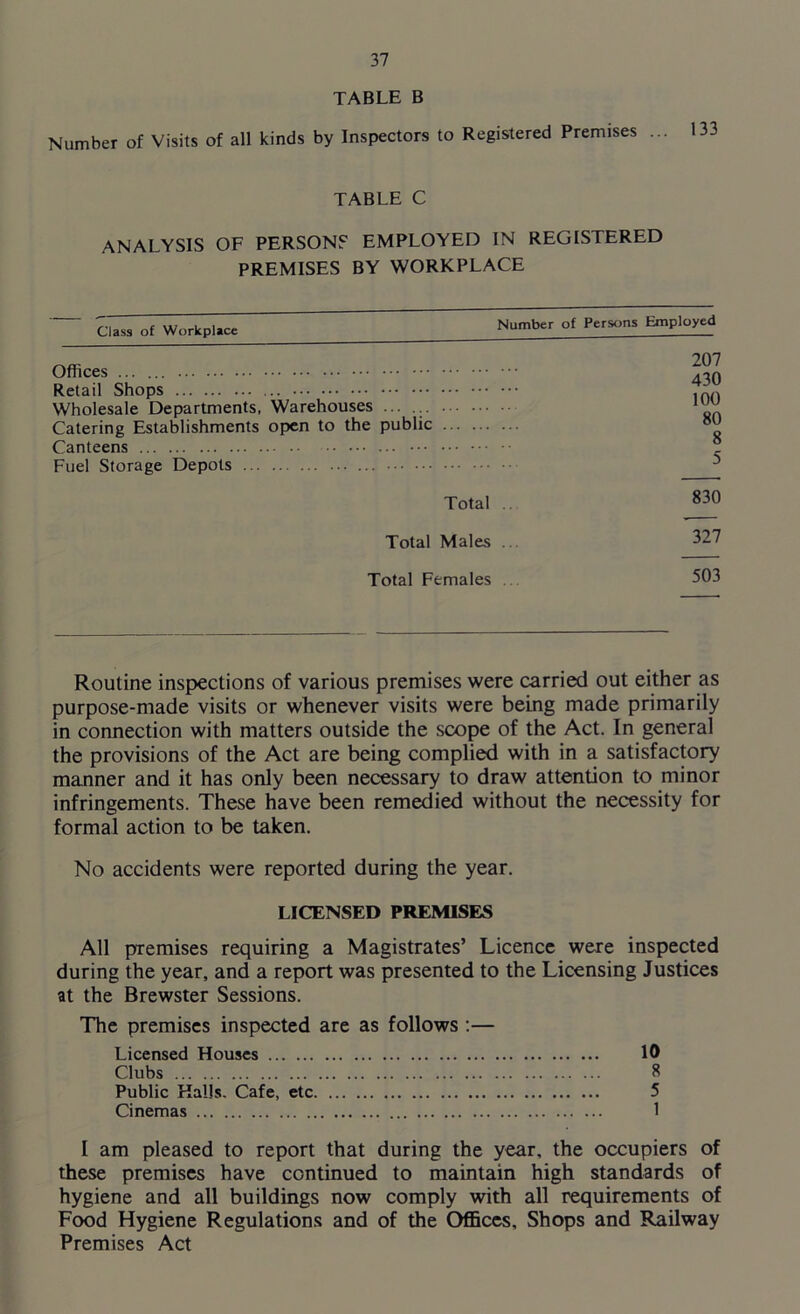 37
TABLE B
Number of Visits of all kinds by Inspectors to Registered Premises ... 133
TABLE C
ANALYSIS OF PERSONS EMPLOYED IN REGISTERED
PREMISES BY WORKPLACE
Class of Workplace Number of Persons Employed
Offices ... 207
Retail Shops ... 430
Wholesale Departments, Warehouses ... 100
Catering Establishments open to the public ... 80
Canteens ... 8
Fuel Storage Depots ... 5
Total ... 830
Total Males ... 327
Total Females ... 503
Routine inspections of various premises were carried out either as
purpose-made visits or whenever visits were being made primarily
in connection with matters outside the scope of the Act. In general
the provisions of the Act are being complied with in a satisfactory
manner and it has only been necessary to draw attention to minor
infringements. These have been remedied without the necessity for
formal action to be taken.
No accidents were reported during the year.
LICENSED PREMISES
All premises requiring a Magistrates' Licence were inspected
during the year, and a report was presented to the Licensing Justices
at the Brewster Sessions.
The premises inspected are as follows :—
Licensed Houses ... 10
Clubs ... 8
Public Halls. Cafe, etc. ... 5
Cinemas ... 1
I am pleased to report that during the year, the occupiers of
these premises have continued to maintain high standards of
hygiene and all buildings now comply with all requirements of
Food Hygiene Regulations and of the Offices, Shops and Railway
Premises Act